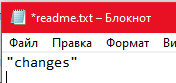 *readme.txt – Блокнот
Файл Правка Формат Ви
"changes"